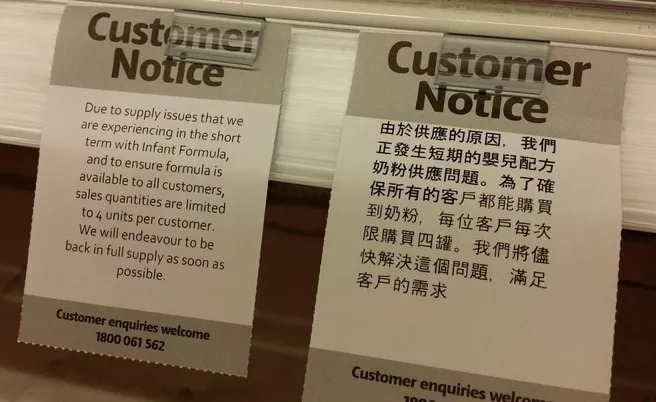 Customer
Notice
Due to supply issues that we
are experiencing in the short
term with Infant Formula,
and to ensure formula is
available to all customers,
sales quantities are limited
to 4 units per customer.
We will endeavour to be
back in full supply as soon as
possible.
Customer enquiries welcome
1800 061 562
Customer
Notice
由於供應的原因，我們
正發生短期的嬰兒配方
奶粉供應問題。為了確
保所有的客戶都能購買
到奶粉，每位客戶每次
限購買四罐。我們將儘
快解決這個問題，滿足
客戶的需求
Customer enquiries welcome